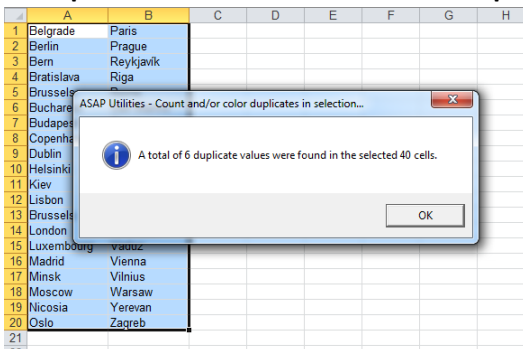 A B C D E F G H
1 Belgrade Paris
2 Berlin Prague
3 Bern Reykjavík
4 Bratislava Riga
5 Brussels
ASAP Utilities - Count and/or color duplicates in selection...
6 Buchare
7 Budapes
8 Copenha
A total of 6 duplicate values were found in the selected 40 cells.
9 Dublin
10 Helsinki
11 Kiev
12 Lisbon
13 Brussels
OK
14 London
15 Luxembourg Vaduz
16 Madrid Vienna
17 Minsk Vilnius
18 Moscow Warsaw
19 Nicosia Yerevan
20 Oslo Zagreb
21